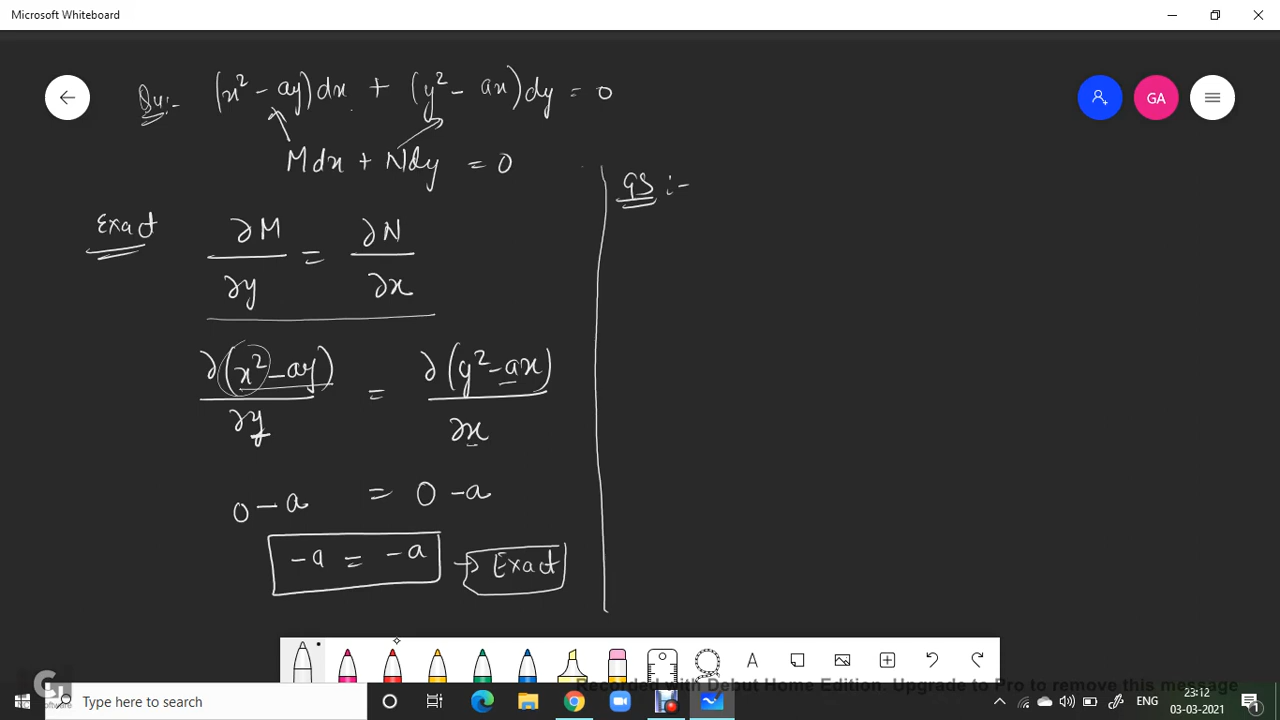 Microsoft Whiteboard
Qu:- (x² - ay)dx + (y² - ax)dy = 0
Mdx + Ndy = 0
GS :-
Exact ∂M/∂y = ∂N/∂x
∂(x² - ay)/∂y = ∂(y² - ax)/∂x
0 - a = 0 - a
-a = -a → Exact
GA
A
Recorded with Debut Home Edition. Upgrade to Pro to remove this message
Software
Type here to search
ENG
23:12
03-03-2021
1